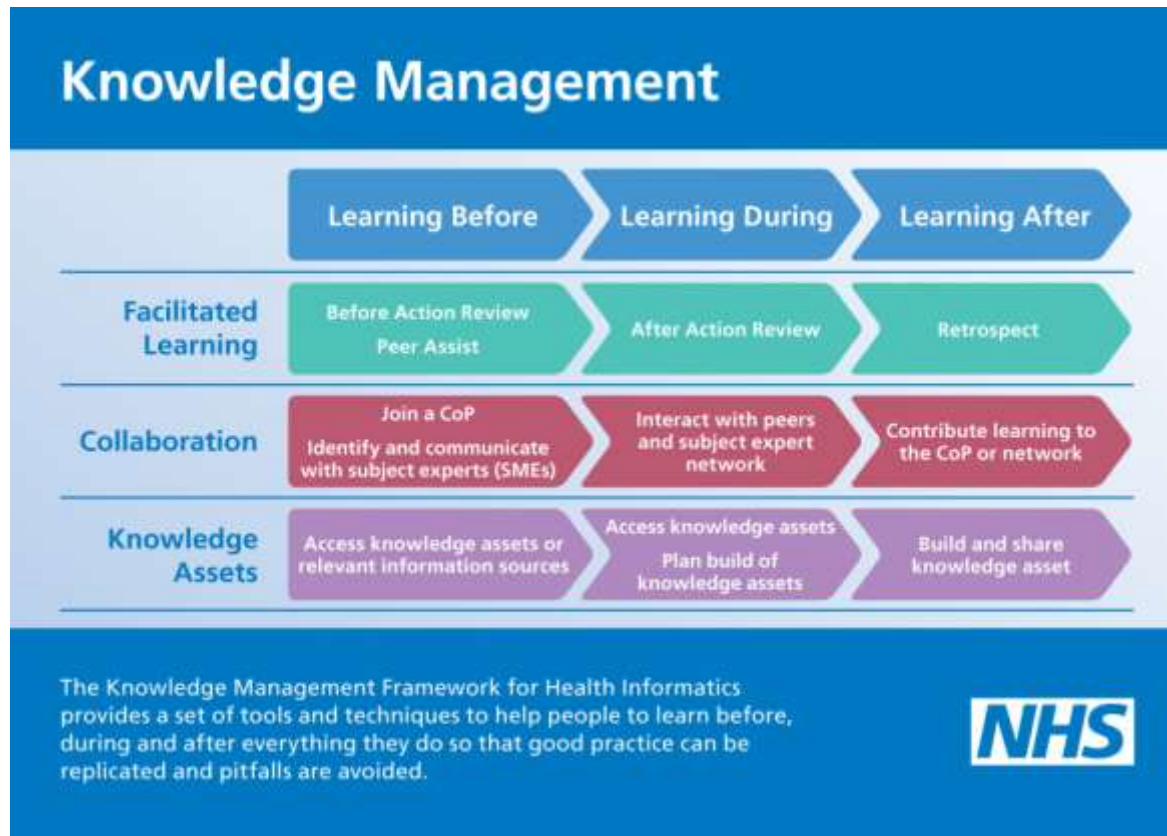 Knowledge Management
Learning Before
Learning During
Learning After
Facilitated
Learning
Before Action Review
Peer Assist
After Action Review
Retrospect
Collaboration
Join a CoP
Identify and communicate
with subject experts (SMEs)
Interact with peers
and subject expert
network
Contribute learning to
the CoP or network
Knowledge
Assets
Access knowledge assets or
relevant information sources
Access knowledge assets
Plan build of
knowledge assets
Build and share
knowledge asset
The Knowledge Management Framework for Health Informatics
provides a set of tools and techniques to help people to learn before,
during and after everything they do so that good practice can be
replicated and pitfalls are avoided.
NHS